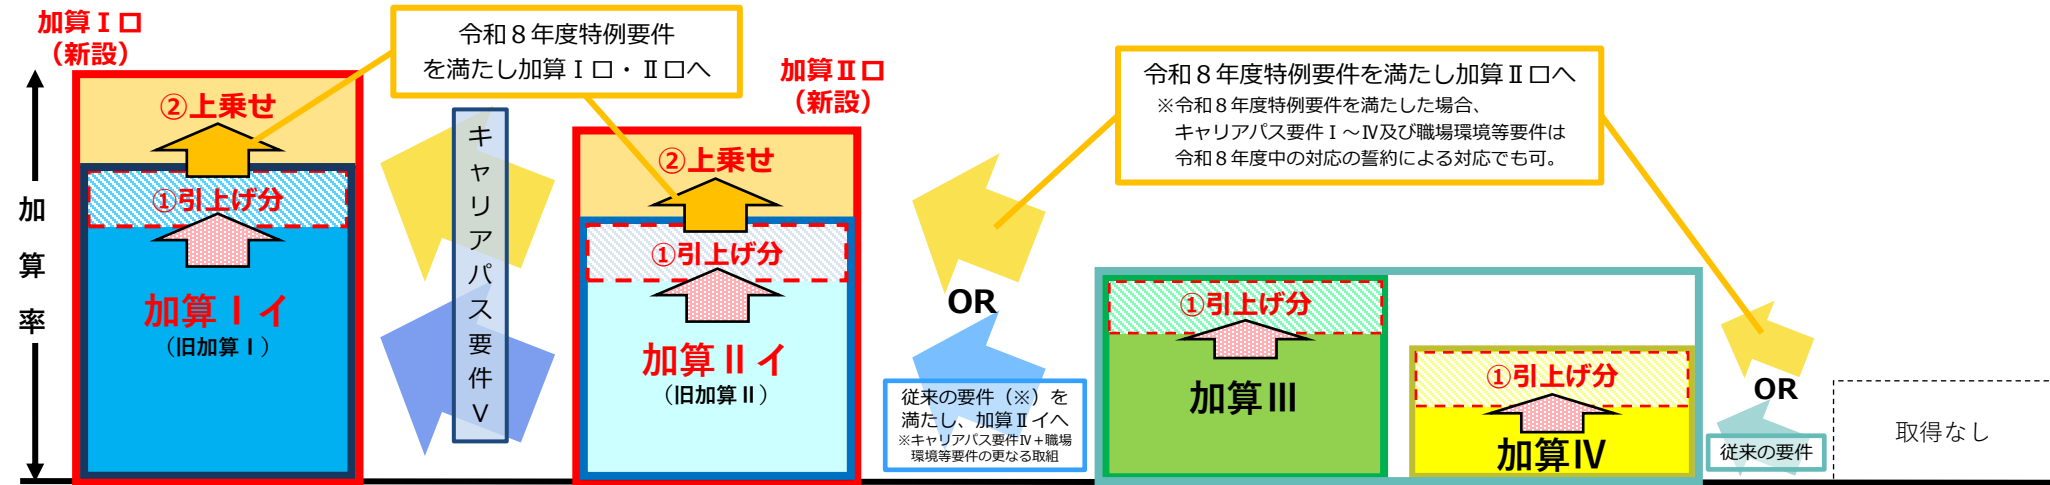 加算Ⅰロ
（新設）
加算率
②上乗せ
①引上げ分
加算Ⅰイ
（旧加算Ⅰ）
令和８年度特例要件
を満たし加算Ⅰロ・Ⅱロへ
キャリアパス要件Ⅴ
加算Ⅱロ
（新設）
②上乗せ
①引上げ分
加算Ⅱイ
（旧加算Ⅱ）
OR
従来の要件（※）を
満たし、加算Ⅱイへ
※キャリアパス要件Ⅳ+職場
環境等要件の更なる取組
令和８年度特例要件を満たし加算Ⅱロへ
※令和８年度特例要件を満たした場合、
キャリアパス要件Ⅰ～Ⅳ及び職場環境等要件は
令和８年度中の対応の誓約による対応でも可。
①引上げ分
加算Ⅲ
①引上げ分
加算Ⅳ
OR
従来の要件
取得なし